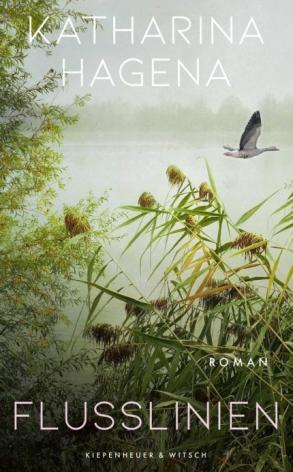 KATHARINA
HAGENA
ROMAN
FLUSSLINIEN
KIEPENHEUER & WITSCH